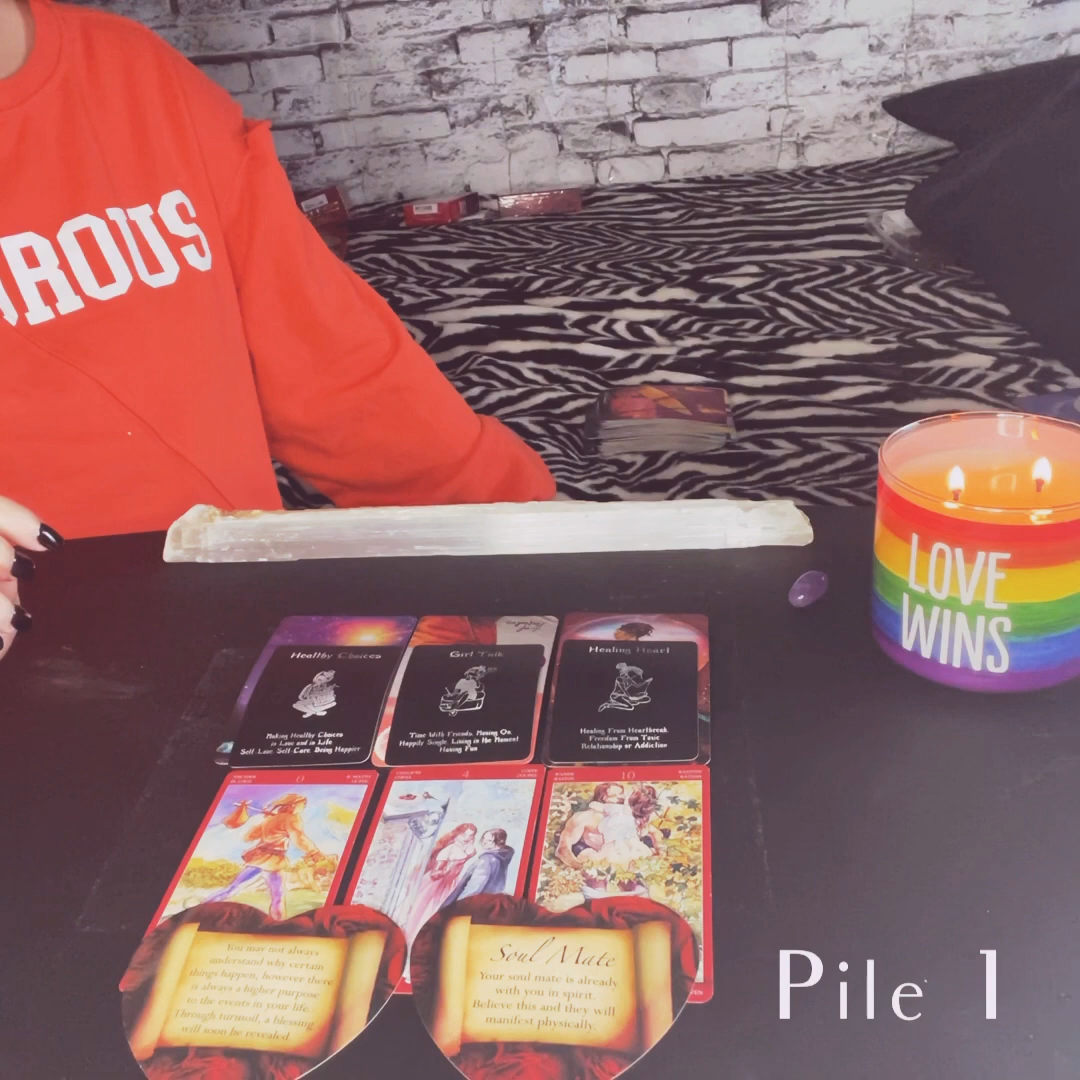 ROUS
LOVE
WINS
Healthy Choices
Making Healthy Choices
in Love and in Life.
Self-Love. Self-Care. Being Happier
Girl Talk
Time With Friends. Moving On.
Happily Single. Living in the Moment
Having Fun
Healing Heart
Healing From Heartbreak
Freedom From Toxic
Relationship or Addiction
0
4
10
You may not always
understand why certain
things happen, however there
is always a higher purpose
to the events in your life.
Through turmoil, a blessing
will soon be revealed.
Soul Mate
Your soul mate is already
with you in spirit.
Believe this and they will
manifest physically.
Pile 1